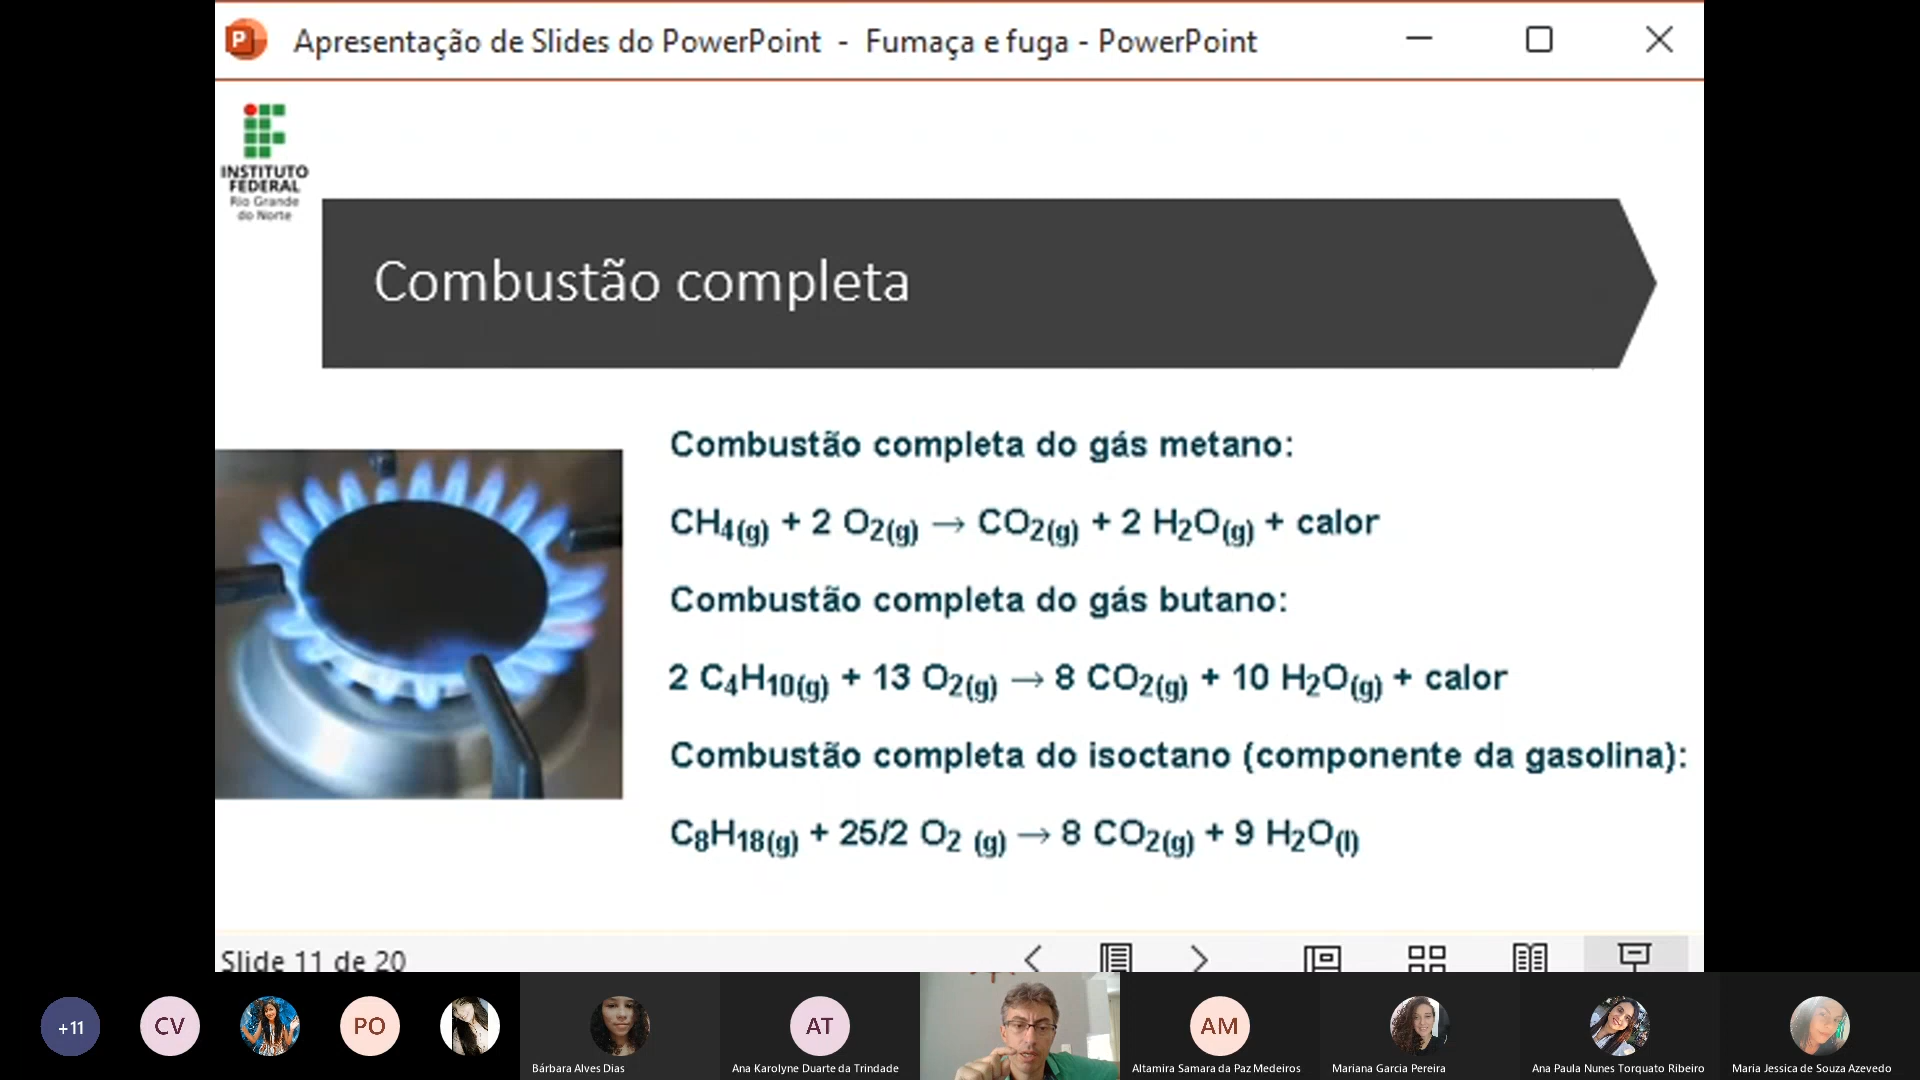 Apresentação de Slides do PowerPoint - Fumaça e fuga - PowerPoint
INSTITUTO
FEDERAL
Rio Grande
do Norte
Combustão completa
Combustão completa do gás metano:
CH4(g) + 2 O2(g) → CO2(g) + 2 H2O(g) + calor
Combustão completa do gás butano:
2 C4H10(g) + 13 O2(g) → 8 CO2(g) + 10 H2O(g) + calor
Combustão completa do isoctano (componente da gasolina):
C8H18(g) + 25/2 O2 (g) → 8 CO2(g) + 9 H2O(l)
Slide 11 de 20
+11
CV
PO
AT
AM
Bárbara Alves Dias
Ana Karolyne Duarte da Trindade
Altamira Samara da Paz Medeiros
Mariana Garcia Pereira
Ana Paula Nunes Torquato Ribeiro
Maria Jessica de Souza Azevedo